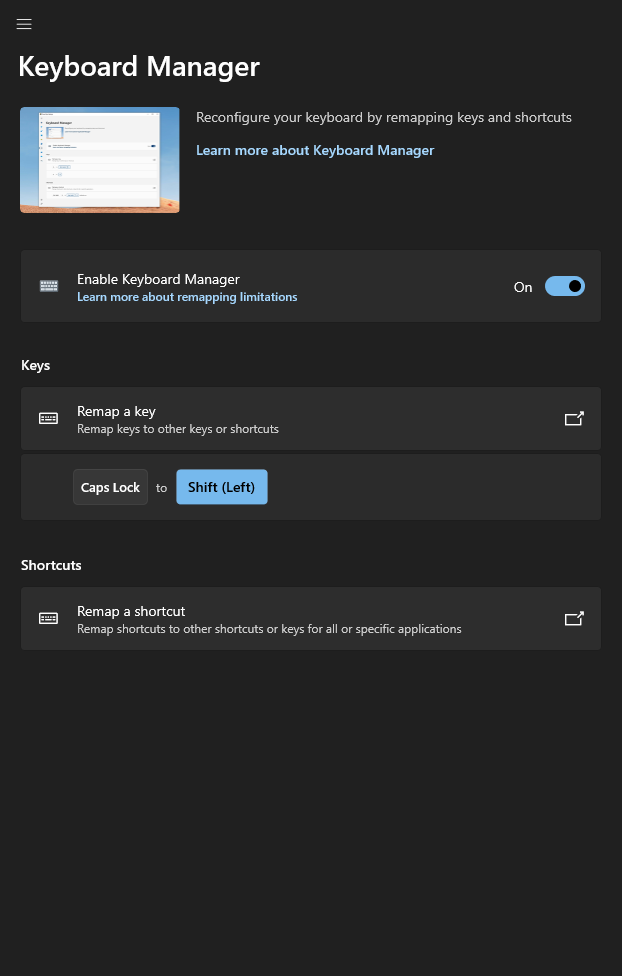 Keyboard Manager
Reconfigure your keyboard by remapping keys and shortcuts
Learn more about Keyboard Manager
Enable Keyboard Manager
Learn more about remapping limitations
On
Keys
Remap a key
Remap keys to other keys or shortcuts
Caps Lock to Shift (Left)
Shortcuts
Remap a shortcut
Remap shortcuts to other shortcuts or keys for all or specific applications